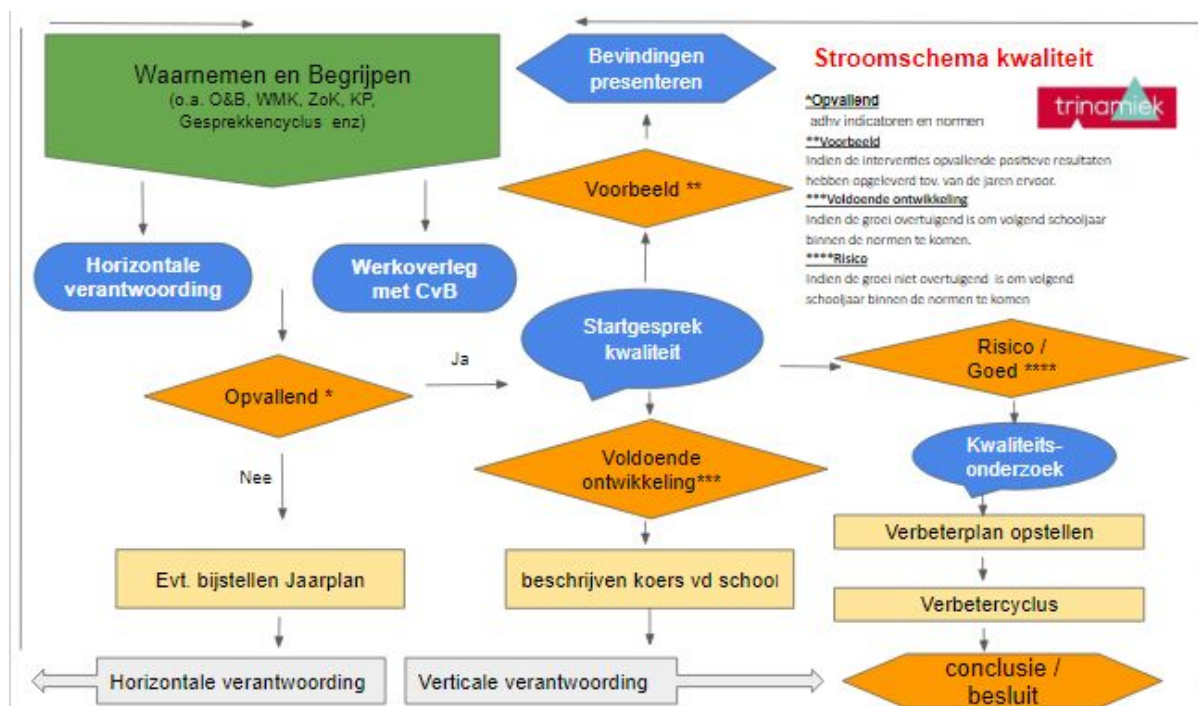 Waarnemen en Begrijpen
(o.a. O&B, WMK, ZoK, KP,
Gesprekkencyclus enz)
Bevindingen
presenteren
Stroomschema kwaliteit
trinamiek
*Opvallend
adhv indicatoren en normen
**Voorbeeld
Indien de interventies opvallende positieve resultaten
hebben opgeleverd tov. van de jaren ervoor.
***Voldoende ontwikkeling
Indien de groei overtuigend is om volgend schooljaar
binnen de normen te komen.
****Risico
Indien de groei niet overtuigend is om volgend
schooljaar binnen de normen te komen
Voorbeeld **
Horizontale
verantwoording
Werkoverleg
met CvB
Startgesprek
kwaliteit
Risico /
Goed ****
Opvallend *
Ja
Nee
Voldoende
ontwikkeling***
Kwaliteits-
onderzoek
Verbeterplan opstellen
Evt. bijstellen Jaarplan
beschrijven koers vd school
Verbetercyclus
Horizontale verantwoording
Verticale verantwoording
conclusie /
besluit